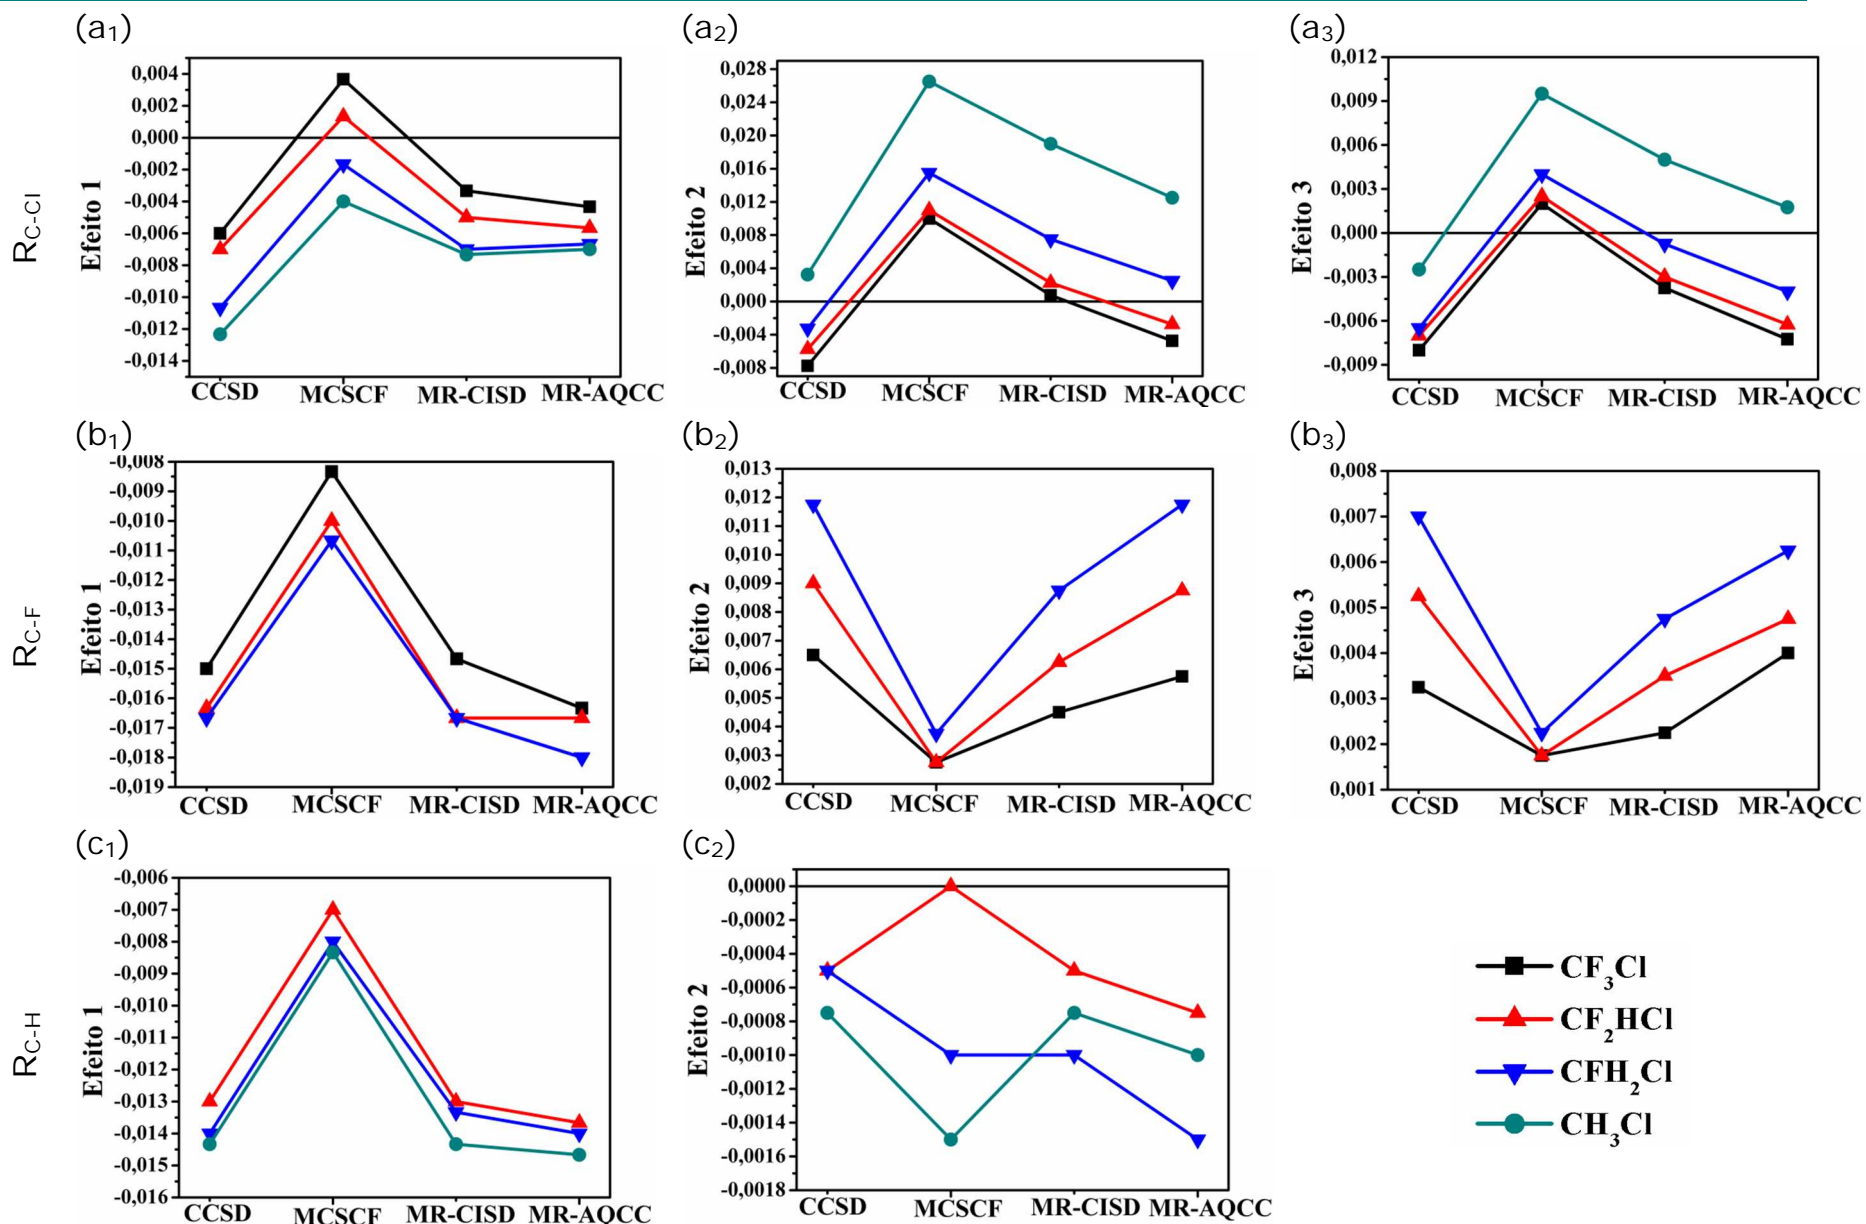 (a₁)
R_C-Cl
Efeito 1
0,004
0,002
0,000
-0,002
-0,004
-0,006
-0,008
-0,010
-0,012
-0,014
CCSD MCSCF MR-CISD MR-AQCC
(a₂)
Efeito 2
0,028
0,024
0,020
0,016
0,012
0,008
0,004
0,000
-0,004
-0,008
CCSD MCSCF MR-CISD MR-AQCC
(a₃)
Efeito 3
0,012
0,009
0,006
0,003
0,000
-0,003
-0,006
-0,009
CCSD MCSCF MR-CISD MR-AQCC
(b₁)
R_C-F
Efeito 1
-0,008
-0,009
-0,010
-0,011
-0,012
-0,013
-0,014
-0,015
-0,016
-0,017
-0,018
-0,019
CCSD MCSCF MR-CISD MR-AQCC
(b₂)
Efeito 2
0,013
0,012
0,011
0,010
0,009
0,008
0,007
0,006
0,005
0,004
0,003
0,002
CCSD MCSCF MR-CISD MR-AQCC
(b₃)
Efeito 3
0,008
0,007
0,006
0,005
0,004
0,003
0,002
0,001
CCSD MCSCF MR-CISD MR-AQCC
(c₁)
R_C-H
Efeito 1
-0,006
-0,007
-0,008
-0,009
-0,010
-0,011
-0,012
-0,013
-0,014
-0,015
-0,016
CCSD MCSCF MR-CISD MR-AQCC
(c₂)
Efeito 2
0,0000
-0,0002
-0,0004
-0,0006
-0,0008
-0,0010
-0,0012
-0,0014
-0,0016
-0,0018
CCSD MCSCF MR-CISD MR-AQCC
CF₃Cl
CF₂HCl
CFH₂Cl
CH₃Cl